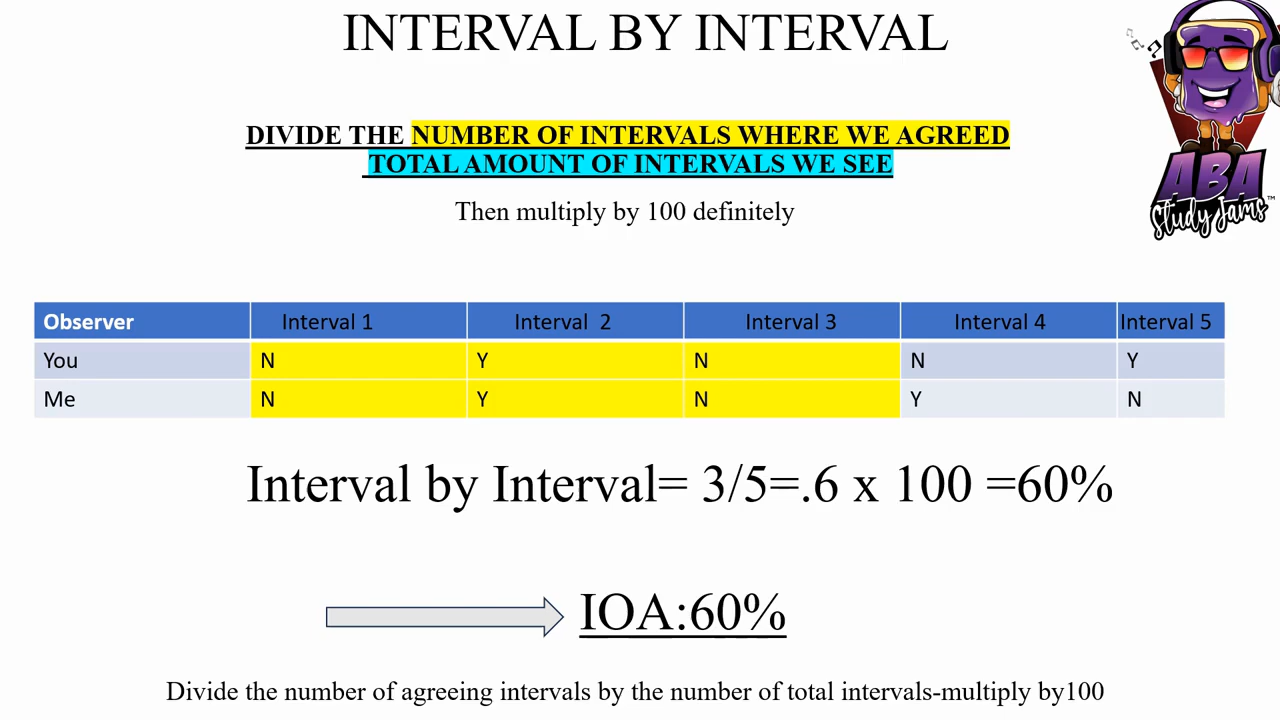 INTERVAL BY INTERVAL
DIVIDE THE NUMBER OF INTERVALS WHERE WE AGREED
TOTAL AMOUNT OF INTERVALS WE SEE
Then multiply by 100 definitely
ABA
Study Jams™
Observer Interval 1 Interval 2 Interval 3 Interval 4 Interval 5
You N Y N N Y
Me N Y N Y N
Interval by Interval= 3/5=.6 x 100 =60%
IOA:60%
Divide the number of agreeing intervals by the number of total intervals-multiply by100